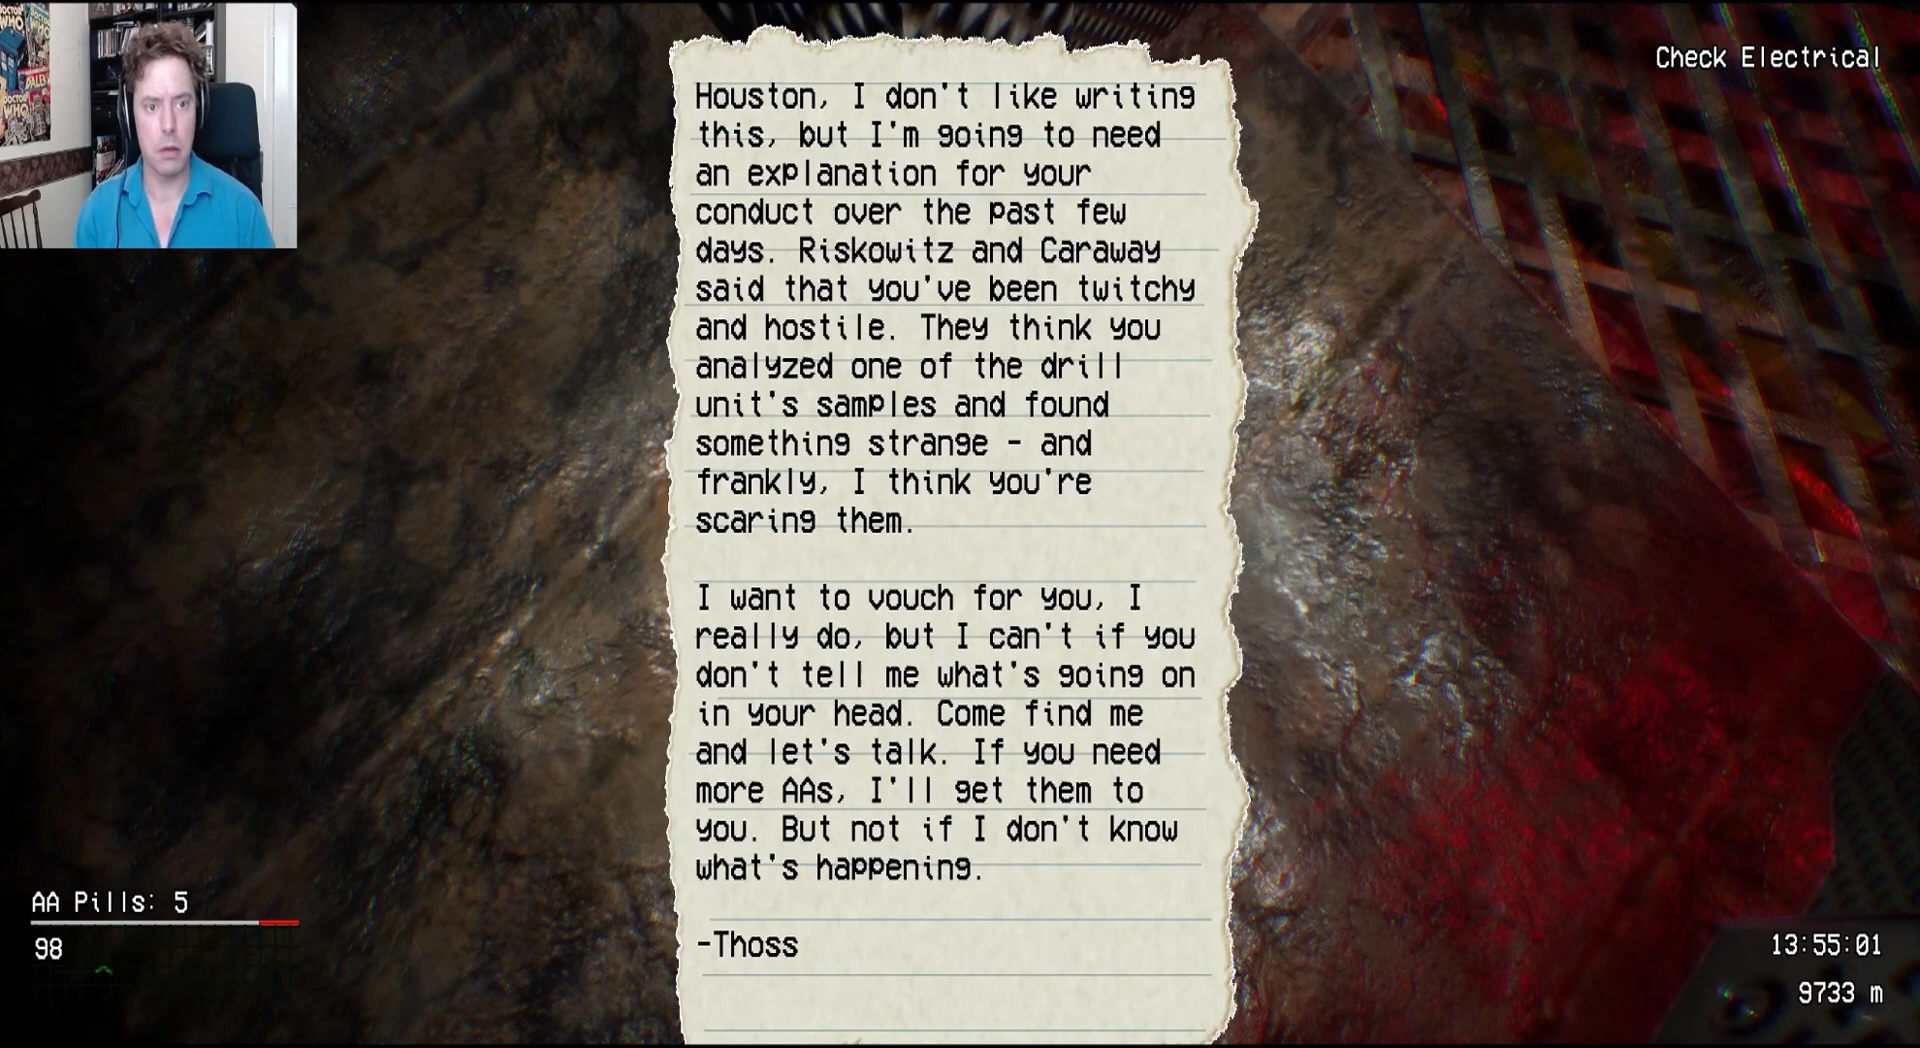 DOCTOR WHO
DALEK
DOCTOR WHO
Check Electrical
Houston, I don't like writing
this, but I'm going to need
an explanation for your
conduct over the past few
days. Riskowitz and Caraway
said that you've been twitchy
and hostile. They think you
analyzed one of the drill
unit's samples and found
something strange - and
frankly, I think you're
scaring them.
I want to vouch for you, I
really do, but I can't if you
don't tell me what's going on
in your head. Come find me
and let's talk. If you need
more AAs, I'll get them to
you. But not if I don't know
what's happening.
-Thoss
AA Pills: 5
98
13:55:01
9733 m